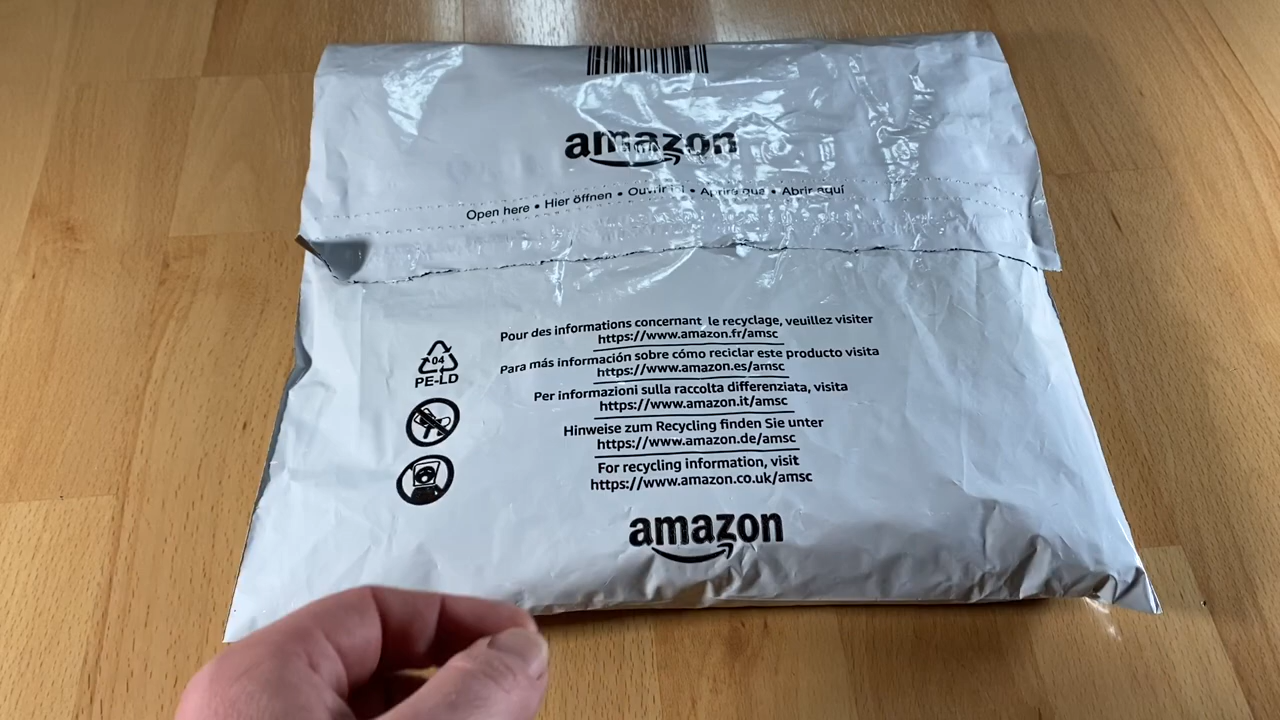 amazon
Open here • Hier öffnen • Ouvrir ici • Aprire qua • Abrir aquí
Pour des informations concernant le recyclage, veuillez visiter
https://www.amazon.fr/amsc
Para más información sobre cómo reciclar este producto visita
https://www.amazon.es/amsc
Per informazioni sulla raccolta differenziata, visita
https://www.amazon.it/amsc
Hinweise zum Recycling finden Sie unter
https://www.amazon.de/amsc
For recycling information, visit
https://www.amazon.co.uk/amsc
04
PE-LD
amazon